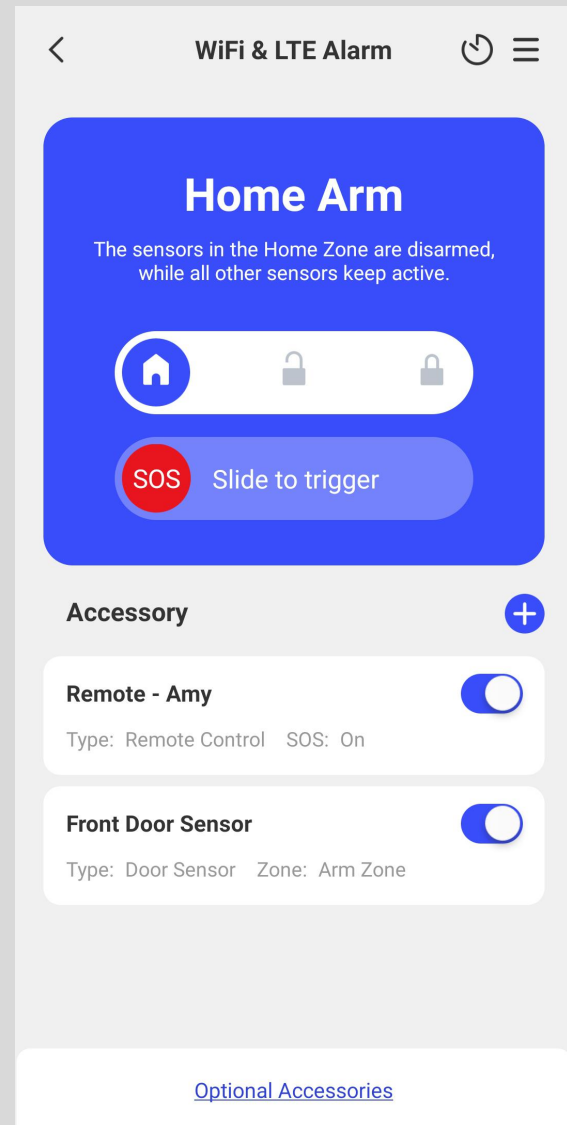 WiFi & LTE Alarm
Home Arm
The sensors in the Home Zone are disarmed,
while all other sensors keep active.
SOS Slide to trigger
Accessory
Remote - Amy
Type: Remote Control SOS: On
Front Door Sensor
Type: Door Sensor Zone: Arm Zone
Optional Accessories